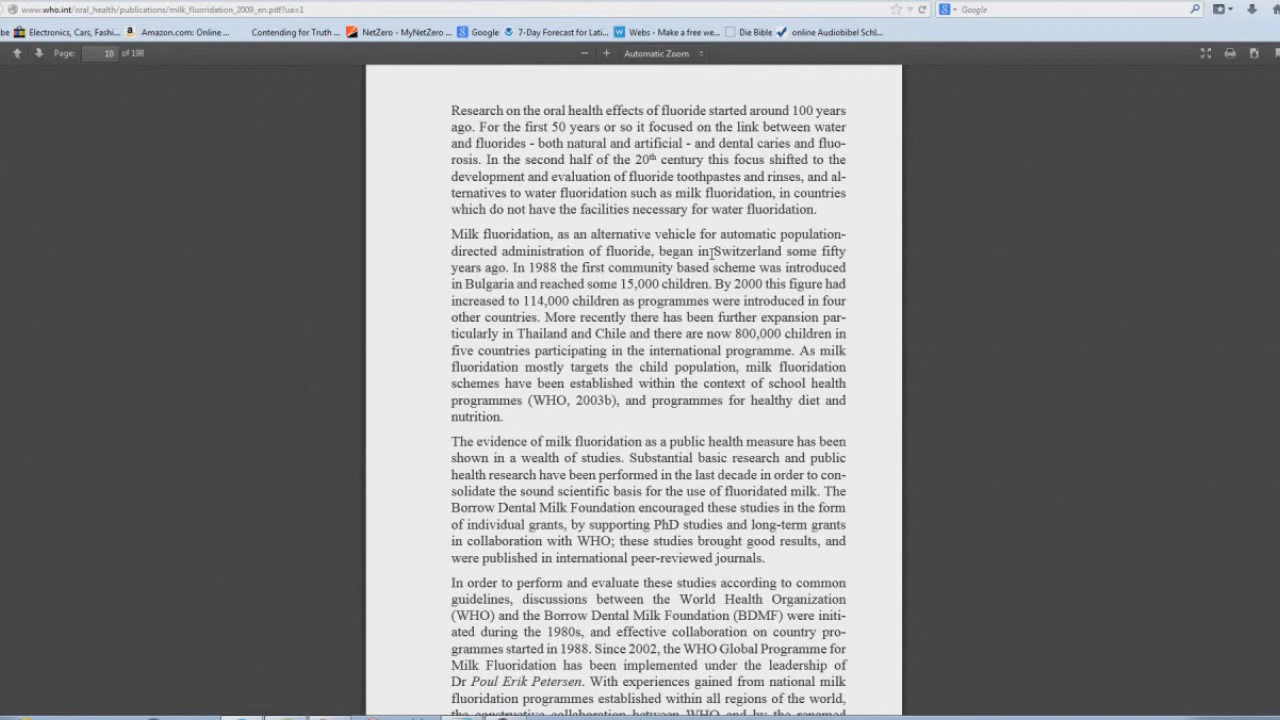 www.who.int/oral_health/publications/milk_fluoridation_2009_en.pdf?ua=1
Google
be Electronics, Cars, Fashi... Amazon.com: Online ... Contending for Truth ... NetZero - MyNetZero ... Google 7-Day Forecast for Lati... Webs - Make a free we... Die Bible online Audiobibel Schl...
Page: 10 of 198
Automatic Zoom
Research on the oral health effects of fluoride started around 100 years
ago. For the first 50 years or so it focused on the link between water
and fluorides - both natural and artificial - and dental caries and fluo-
rosis. In the second half of the 20th century this focus shifted to the
development and evaluation of fluoride toothpastes and rinses, and al-
ternatives to water fluoridation such as milk fluoridation, in countries
which do not have the facilities necessary for water fluoridation.
Milk fluoridation, as an alternative vehicle for automatic population-
directed administration of fluoride, began in Switzerland some fifty
years ago. In 1988 the first community based scheme was introduced
in Bulgaria and reached some 15,000 children. By 2000 this figure had
increased to 114,000 children as programmes were introduced in four
other countries. More recently there has been further expansion par-
ticularly in Thailand and Chile and there are now 800,000 children in
five countries participating in the international programme. As milk
fluoridation mostly targets the child population, milk fluoridation
schemes have been established within the context of school health
programmes (WHO, 2003b), and programmes for healthy diet and
nutrition.
The evidence of milk fluoridation as a public health measure has been
shown in a wealth of studies. Substantial basic research and public
health research have been performed in the last decade in order to con-
solidate the sound scientific basis for the use of fluoridated milk. The
Borrow Dental Milk Foundation encouraged these studies in the form
of individual grants, by supporting PhD studies and long-term grants
in collaboration with WHO; these studies brought good results, and
were published in international peer-reviewed journals.
In order to perform and evaluate these studies according to common
guidelines, discussions between the World Health Organization
(WHO) and the Borrow Dental Milk Foundation (BDMF) were initi-
ated during the 1980s, and effective collaboration on country pro-
grammes started in 1988. Since 2002, the WHO Global Programme for
Milk Fluoridation has been implemented under the leadership of
Dr Poul Erik Petersen. With experiences gained from national milk
fluoridation programmes established within all regions of the world,
the constructive collaboration between WHO and by the renamed